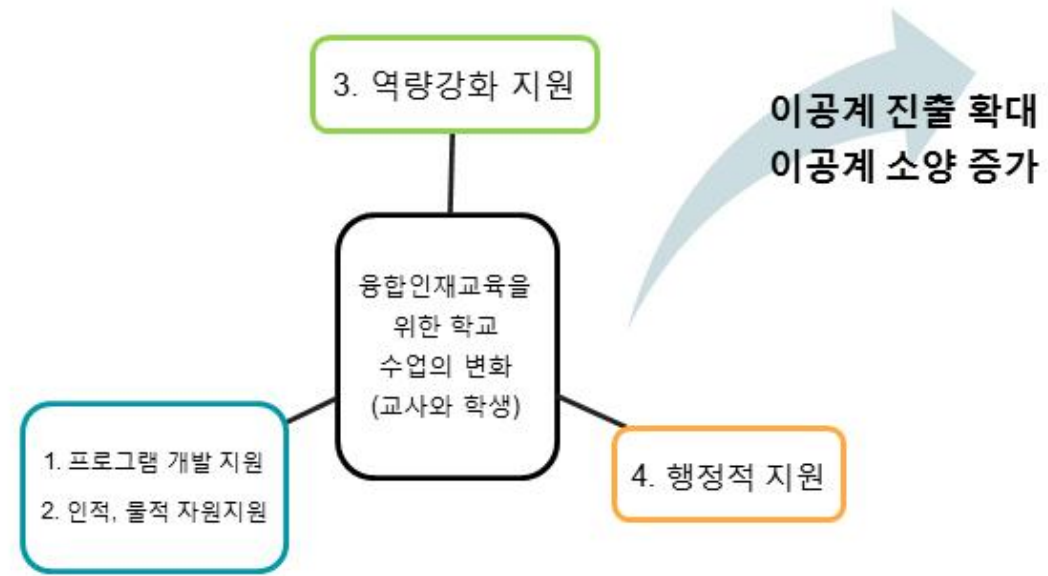 3. 역량강화 지원
이공계 진출 확대
이공계 소양 증가
융합인재교육을
위한 학교
수업의 변화
(교사와 학생)
1. 프로그램 개발 지원
2. 인적, 물적 자원지원
4. 행정적 지원